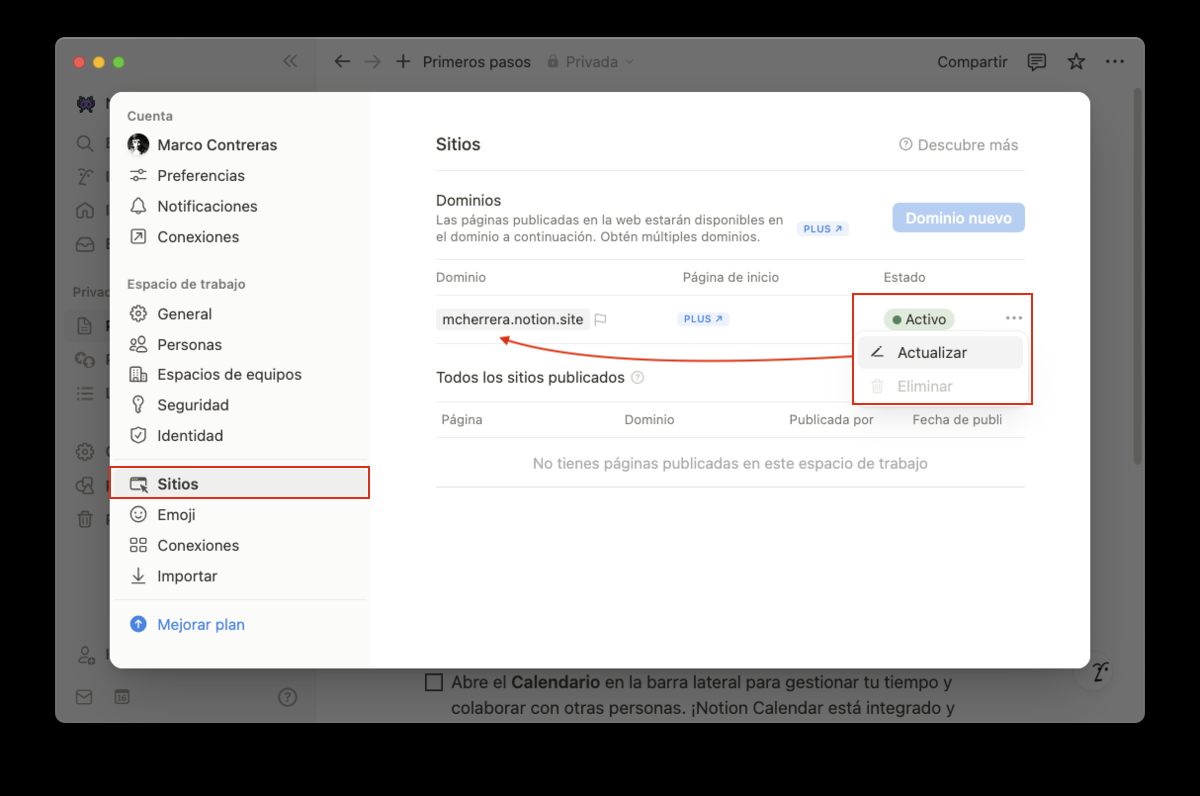 Primeros pasos
Privada
Compartir
Cuenta
Marco Contreras
Preferencias
Notificaciones
Conexiones
Espacio de trabajo
General
Personas
Espacios de equipos
Seguridad
Identidad
Sitios
Emoji
Conexiones
Importar
Mejorar plan
Sitios
Descubre más
Dominios
Las páginas publicadas en la web estarán disponibles en
el dominio a continuación. Obtén múltiples dominios.
PLUS ↗
Dominio nuevo
Dominio Página de inicio Estado
mcherrera.notion.site PLUS ↗ Activo
Actualizar
Eliminar
Todos los sitios publicados
Página Dominio Publicada por Fecha de publi
No tienes páginas publicadas en este espacio de trabajo
16
Abre el Calendario en la barra lateral para gestionar tu tiempo y
colaborar con otras personas. ¡Notion Calendar está integrado y